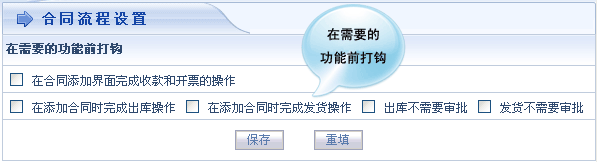 合同流程设置
在需要的功能前打钩
在需要的
功能前打钩
在合同添加界面完成收款和开票的操作
在添加合同时完成出库操作 在添加合同时完成发货操作 出库不需要审批 发货不需要审批
保存 重填